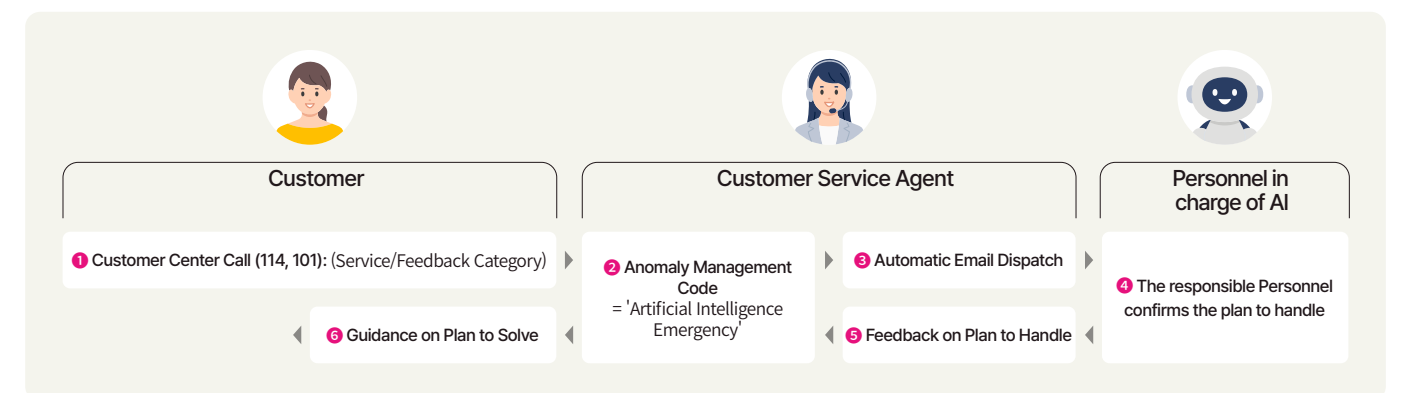 Customer
Customer Service Agent
Personnel in
charge of AI
❶ Customer Center Call (114, 101): (Service/Feedback Category)
❷ Anomaly Management
Code
= 'Artificial Intelligence
Emergency'
❸ Automatic Email Dispatch
❹ The responsible Personnel
confirms the plan to handle
❺ Feedback on Plan to Handle
❻ Guidance on Plan to Solve